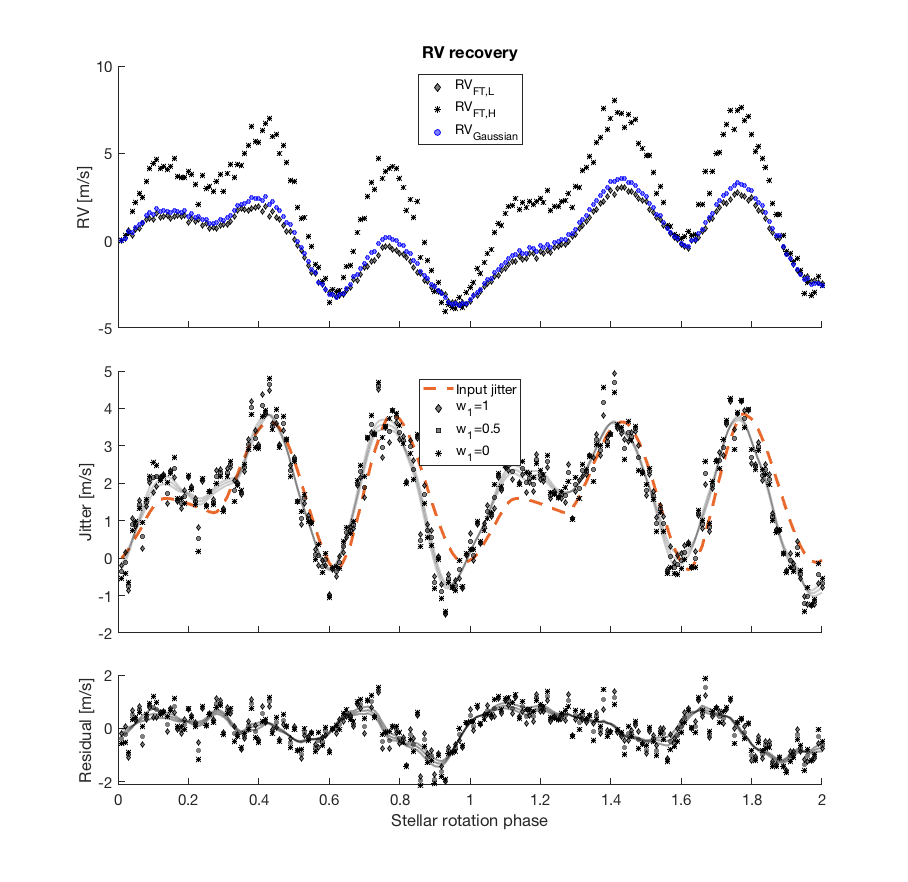 RV recovery
10
5
0
-5
RV [m/s]
RV_FT,L
RV_FT,H
RV_Gaussian
5
4
3
2
1
0
-1
-2
Jitter [m/s]
Input jitter
w_1=1
w_1=0.5
w_1=0
2
0
-2
Residual [m/s]
0 0.2 0.4 0.6 0.8 1 1.2 1.4 1.6 1.8 2
Stellar rotation phase